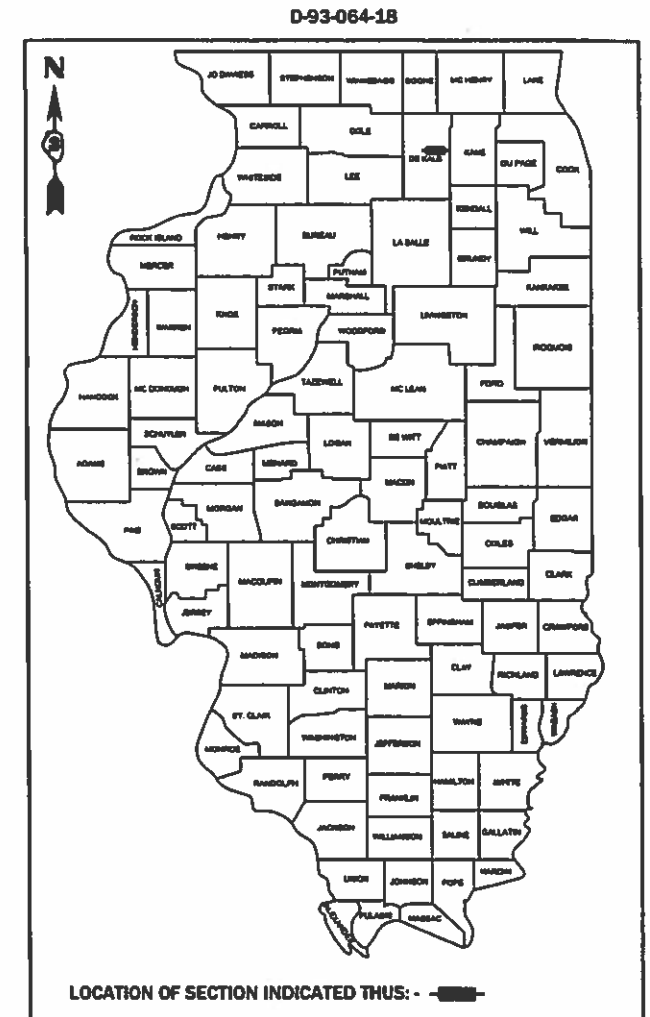 D-93-064-18
N
JO DAVIESS STEPHENSON WINNEBAGO BOONE MC HENRY LAKE
CARROLL OGLE DE KALB KANE DU PAGE COOK
WHITESIDE LEE
KENDALL WILL
ROCK ISLAND HENRY BUREAU LA SALLE
MERCER PUTNAM GRUNDY
STARK MARSHALL KANKAKEE
HENDERSON WARREN KNOX PEORIA WOODFORD LIVINGSTON IROQUOIS
HANCOCK MC DONOUGH FULTON TAZEWELL MC LEAN FORD
MASON
SCHUYLER LOGAN DE WITT CHAMPAIGN VERMILION
ADAMS BROWN CASS MENARD PIATT
MACON
MORGAN SANGAMON DOUGLAS
PIKE SCOTT MOULTRIE EDGAR
CHRISTIAN COLES
SHELBY
GREENE MACOUPIN MONTGOMERY CUMBERLAND CLARK
CALHOUN JERSEY
FAYETTE EFFINGHAM JASPER CRAWFORD
MADISON BOND
CLAY RICHLAND LAWRENCE
CLINTON MARION
ST. CLAIR WAYNE EDWARDS WABASH
MONROE WASHINGTON JEFFERSON
RANDOLPH PERRY HAMILTON WHITE
FRANKLIN
JACKSON WILLIAMSON SALINE GALLATIN
UNION JOHNSON POPE HARDIN
ALEXANDER PULASKI MASSAC
LOCATION OF SECTION INDICATED THUS: -